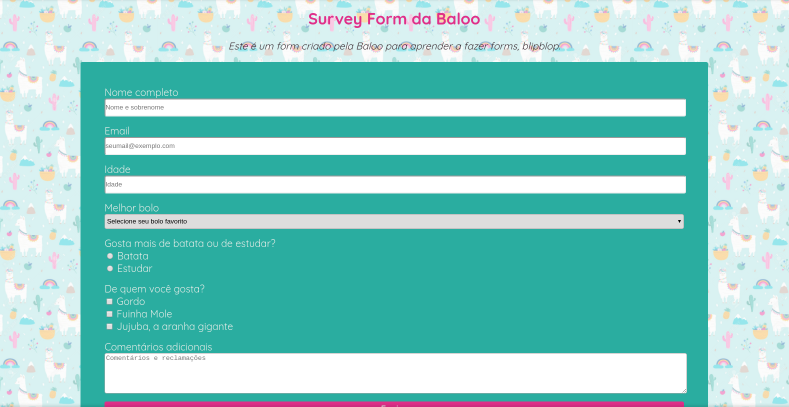 Survey Form da Baloo
Este é um form criado pela Baloo para aprender a fazer forms, blipblop.
Nome completo
Nome e sobrenome
Email
seumail@exemplo.com
Idade
Idade
Melhor bolo
Selecione seu bolo favorito
Gosta mais de batata ou de estudar?
Batata
Estudar
De quem você gosta?
Gordo
Fuinha Mole
Jujuba, a aranha gigante
Comentários adicionais
Comentários e reclamações